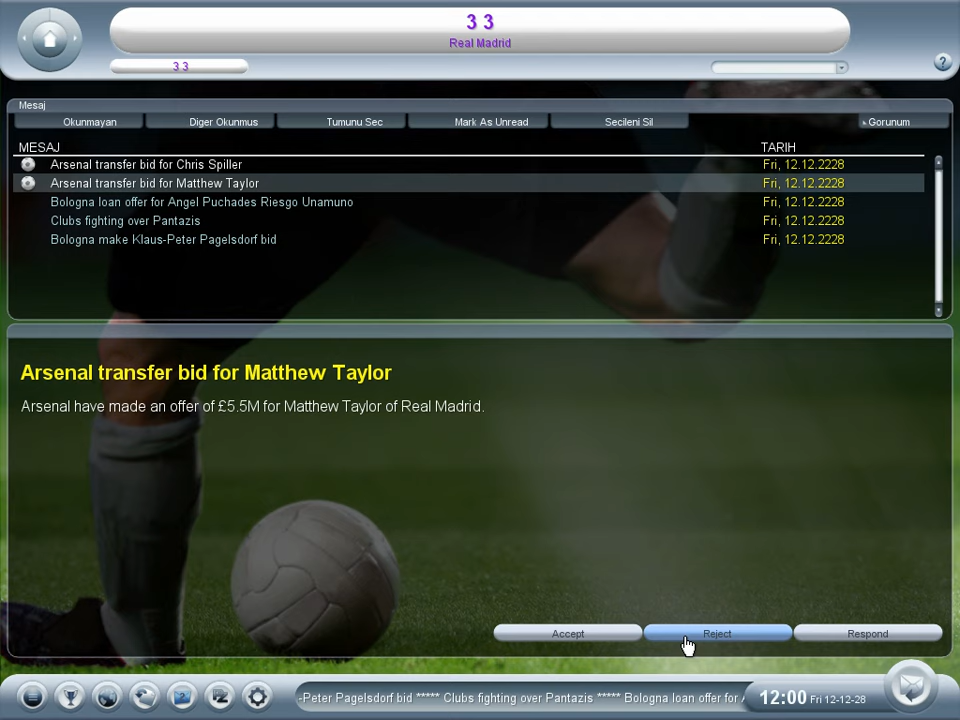 3 3
Real Madrid
3 3
?
Mesaj
Okunmayan Diger Okunmus Tumunu Sec Mark As Unread Secileni Sil Gorunum
MESAJ TARIH
Arsenal transfer bid for Chris Spiller Fri, 12.12.2228
Arsenal transfer bid for Matthew Taylor Fri, 12.12.2228
Bologna loan offer for Angel Puchades Riesgo Unamuno Fri, 12.12.2228
Clubs fighting over Pantazis Fri, 12.12.2228
Bologna make Klaus-Peter Pagelsdorf bid Fri, 12.12.2228
Arsenal transfer bid for Matthew Taylor
Arsenal have made an offer of £5.5M for Matthew Taylor of Real Madrid.
Accept Reject Respond
-Peter Pagelsdorf bid ***** Clubs fighting over Pantazis ***** Bologna loan offer for 12:00 Fri 12-12-28